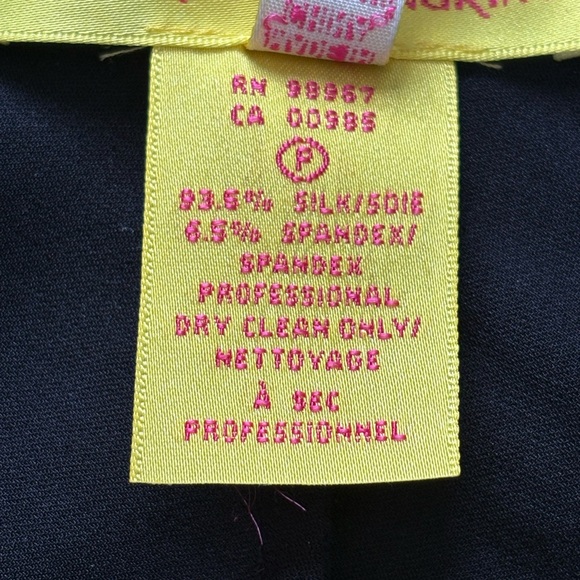 RN 98967
CA 00985
P
93.5% SILK/SOIE
6.5% SPANDEX/
SPANDEX
PROFESSIONAL
DRY CLEAN ONLY/
NETTOYAGE
À SEC
PROFESSIONNEL